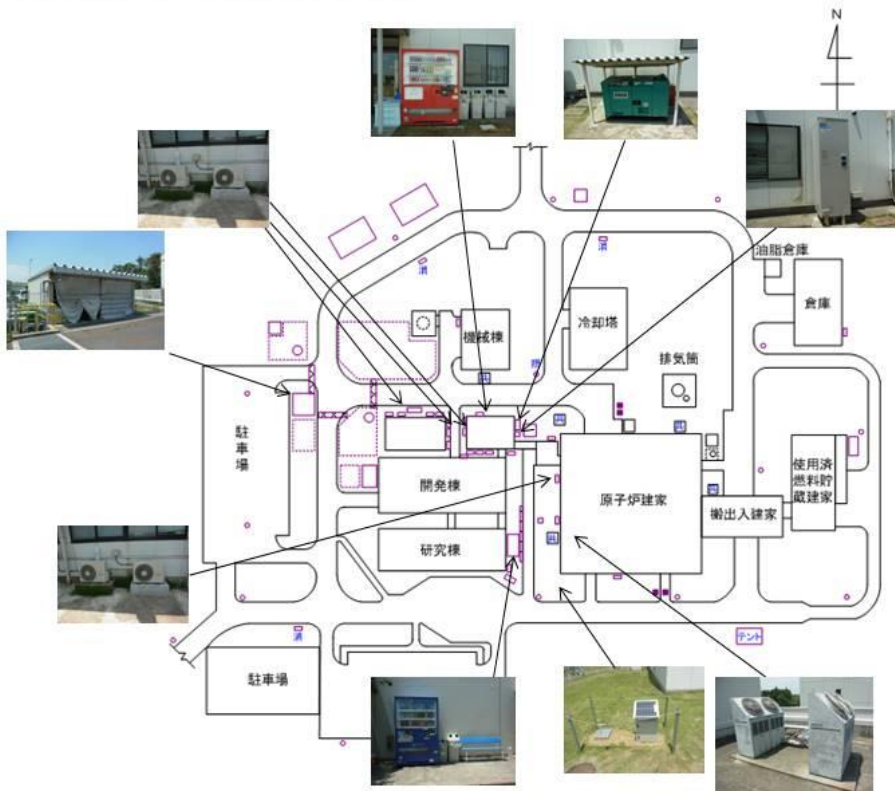 N
油脂倉庫
倉庫
消
消
機械棟
冷却塔
排気筒
駐車場
開発棟
原子炉建家
使用済
燃料貯
蔵建家
搬出入建家
研究棟
消
テント
駐車場